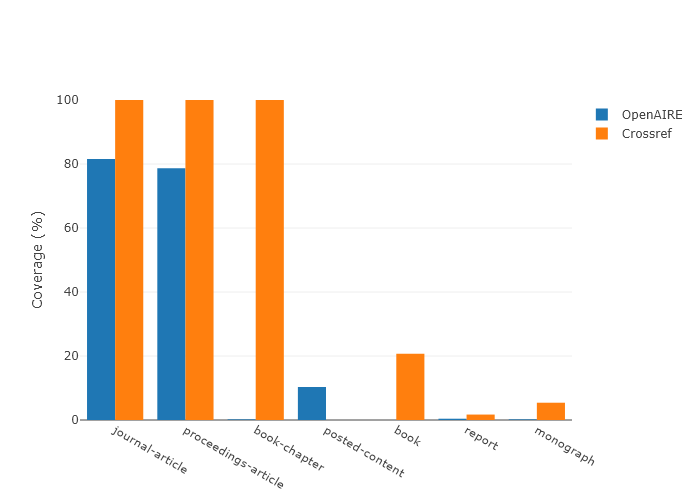 100
80
60
40
20
0
Coverage (%)
journal-article
proceedings-article
book-chapter
posted-content
book
report
monograph
OpenAIRE
Crossref